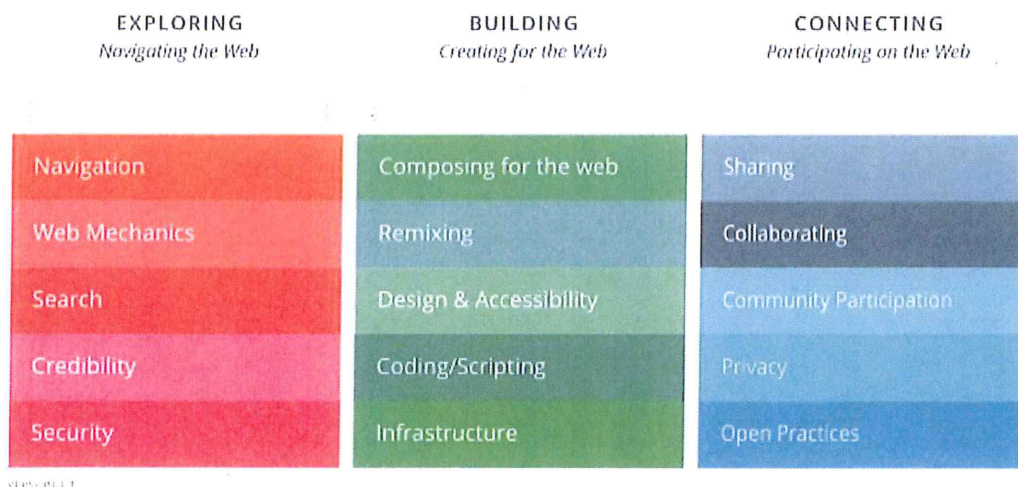 EXPLORING
Navigating the Web
Navigation
Web Mechanics
Search
Credibility
Security
BUILDING
Creating for the Web
Composing for the web
Remixing
Design & Accessibility
Coding/Scripting
Infrastructure
CONNECTING
Participating on the Web
Sharing
Collaborating
Community Participation
Privacy
Open Practices